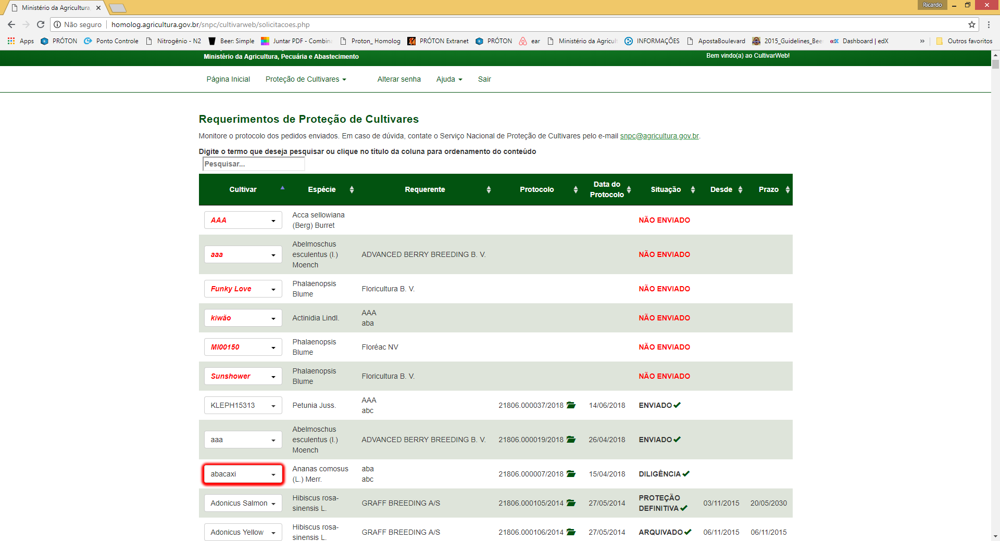 Ministério da Agricultura,
Ricardo
Não seguro
homolog.agricultura.gov.br/snpc/cultivarweb/solicitacoes.php
Apps PRÓTON Ponto Controle Nitrogênio - N2 Beer: Simple Juntar PDF - Combina Proton_ Homolog PRÓTON Extranet PRÓTON ear Ministério da Agricult INFORMAÇÕES ApostaBoulevard 2015_Guidelines_Bee Dashboard | edX » Outros favoritos
Ministério da Agricultura, Pecuária e Abastecimento
Bem vindo(a) ao CultivarWeb!
Página Inicial Proteção de Cultivares Alterar senha Ajuda Sair
Requerimentos de Proteção de Cultivares
Monitore o protocolo dos pedidos enviados. Em caso de dúvida, contate o Serviço Nacional de Proteção de Cultivares pelo e-mail snpc@agricultura.gov.br.
Digite o termo que deseja pesquisar ou clique no título da coluna para ordenamento do conteúdo
Pesquisar...
Cultivar Espécie Requerente Protocolo Data do Protocolo Situação Desde Prazo
AAA Acca sellowiana (Berg) Burret NÃO ENVIADO
aaa Abelmoschus esculentus (l.) Moench ADVANCED BERRY BREEDING B. V. NÃO ENVIADO
Funky Love Phalaenopsis Blume Floricultura B. V. NÃO ENVIADO
kiwão Actinidia Lindl. AAA aba NÃO ENVIADO
MI00150 Phalaenopsis Blume Floréac NV NÃO ENVIADO
Sunshower Phalaenopsis Blume Floricultura B. V. NÃO ENVIADO
KLEPH15313 Petunia Juss. AAA abc 21806.000037/2018 14/06/2018 ENVIADO
aaa Abelmoschus esculentus (l.) Moench ADVANCED BERRY BREEDING B. V. 21806.000019/2018 26/04/2018 ENVIADO
abacaxi Ananas comosus (L.) Merr. aba abc 21806.000007/2018 15/04/2018 DILIGÊNCIA
Adonicus Salmon Hibiscus rosa-sinensis L. GRAFF BREEDING A/S 21806.000105/2014 27/05/2014 PROTEÇÃO DEFINITIVA 03/11/2015 20/05/2030
Adonicus Yellow Hibiscus rosa-sinensis L. GRAFF BREEDING A/S 21806.000106/2014 27/05/2014 ARQUIVADO 06/11/2015 06/11/2015